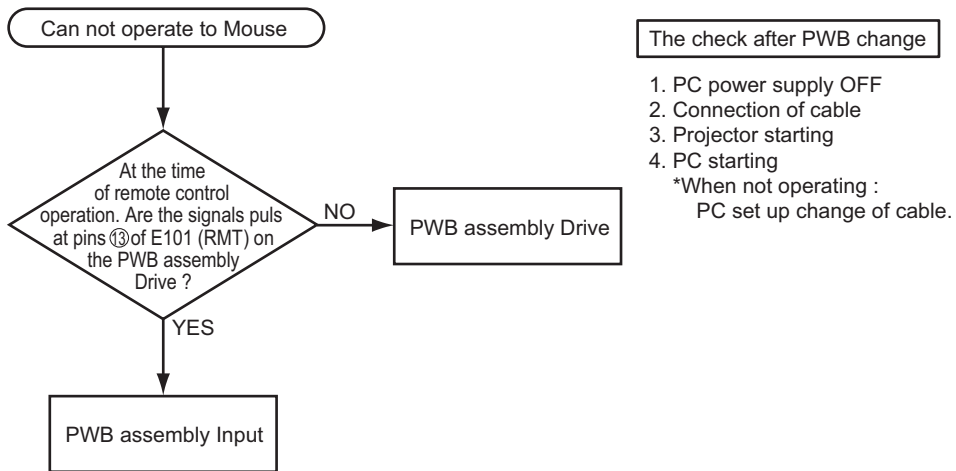 Can not operate to Mouse
At the time
of remote control
operation. Are the signals puls
at pins ⑬ of E101 (RMT) on
the PWB assembly
Drive ?
NO
PWB assembly Drive
YES
PWB assembly Input
The check after PWB change
1. PC power supply OFF
2. Connection of cable
3. Projector starting
4. PC starting
*When not operating :
PC set up change of cable.